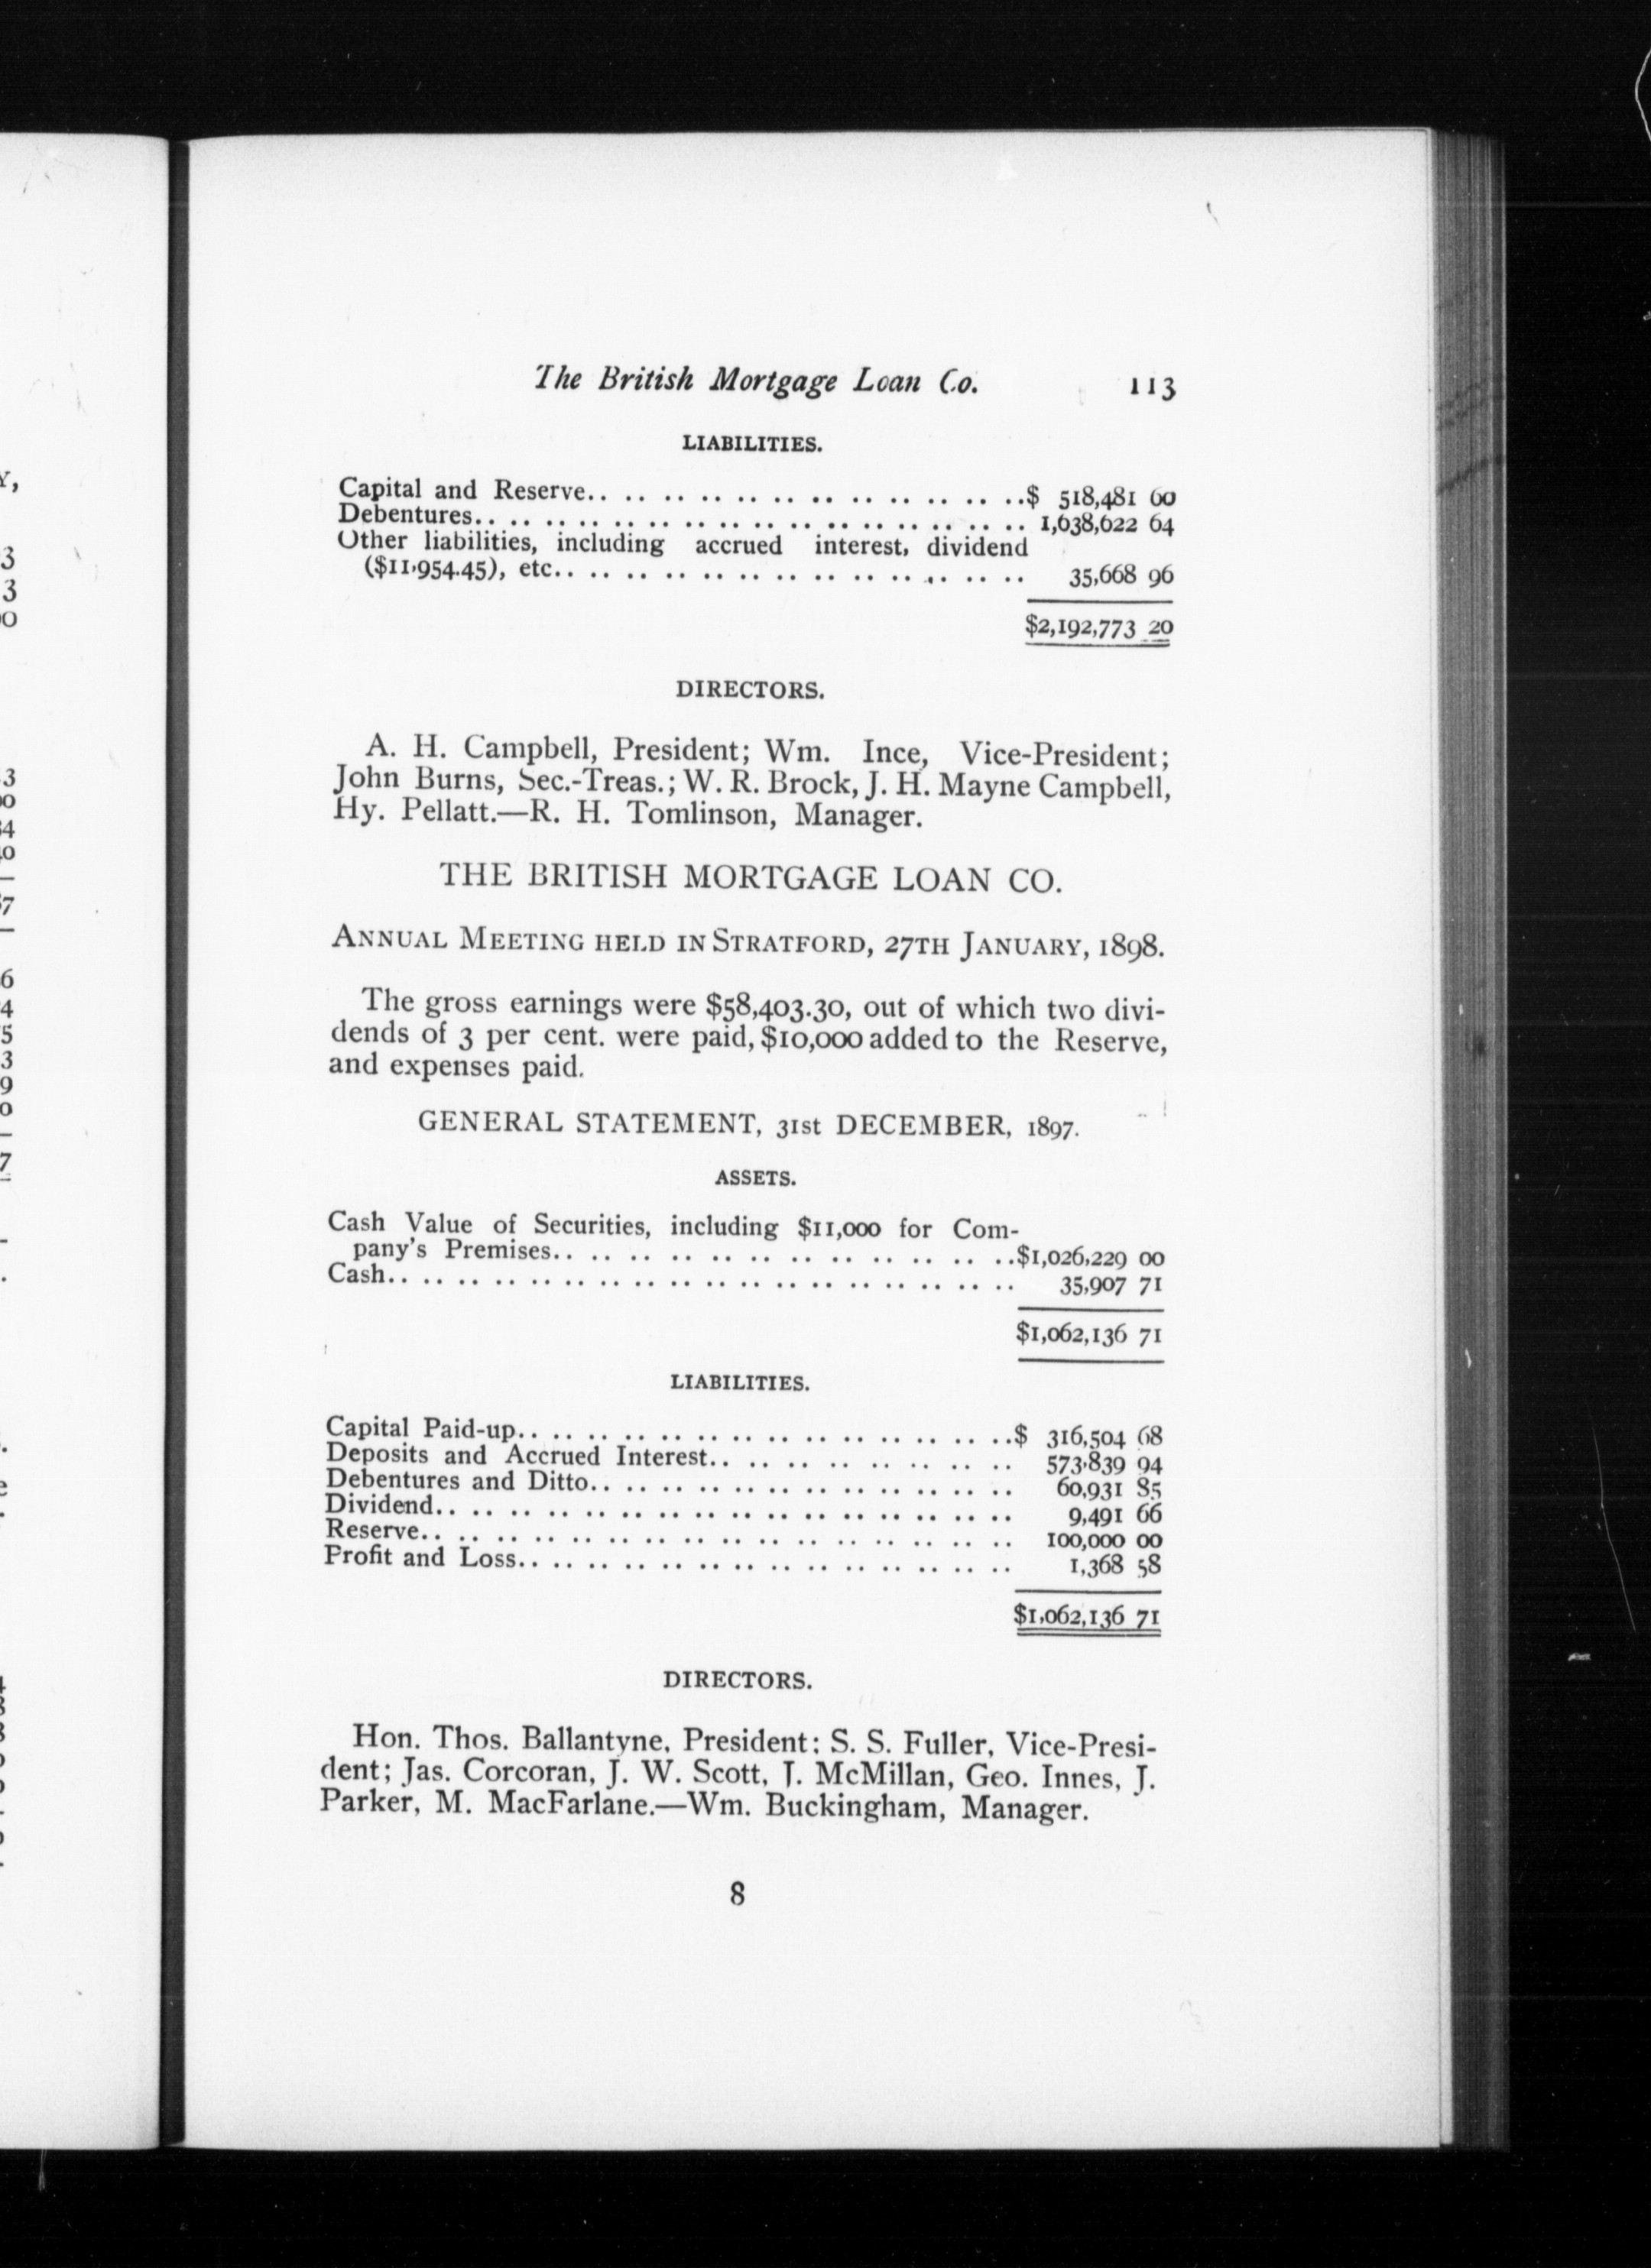 The British Mortgage Loan Co. 113
LIABILITIES.
Capital and Reserve.. .. .. .. .. .. .. .. .. .. .. ..$ 518,481 60
Debentures.. .. .. .. .. .. .. .. .. .. .. .. .. .. .. 1,638,622 64
Other liabilities, including accrued interest, dividend
($11,954.45), etc.. .. .. .. .. .. .. .. .. .. .. .. .. 35,668 96
$2,192,773 20
DIRECTORS.
A. H. Campbell, President; Wm. Ince, Vice-President;
John Burns, Sec.-Treas.; W. R. Brock, J. H. Mayne Campbell,
Hy. Pellatt.—R. H. Tomlinson, Manager.
THE BRITISH MORTGAGE LOAN CO.
ANNUAL MEETING HELD IN STRATFORD, 27TH JANUARY, 1898.
The gross earnings were $58,403.30, out of which two divi-
dends of 3 per cent. were paid, $10,000 added to the Reserve,
and expenses paid.
GENERAL STATEMENT, 31st DECEMBER, 1897.
ASSETS.
Cash Value of Securities, including $11,000 for Com-
pany's Premises.. .. .. .. .. .. .. .. .. .. .. .. ..$1,026,229 00
Cash.. .. .. .. .. .. .. .. .. .. .. .. .. .. .. .. .. .. 35,907 71
$1,062,136 71
LIABILITIES.
Capital Paid-up.. .. .. .. .. .. .. .. .. .. .. .. .. ..$ 316,504 68
Deposits and Accrued Interest.. .. .. .. .. .. .. .. .. 573,839 94
Debentures and Ditto.. .. .. .. .. .. .. .. .. .. .. .. 60,931 85
Dividend.. .. .. .. .. .. .. .. .. .. .. .. .. .. .. .. 9,491 66
Reserve.. .. .. .. .. .. .. .. .. .. .. .. .. .. .. .. .. 100,000 00
Profit and Loss.. .. .. .. .. .. .. .. .. .. .. .. .. .. 1,368 58
$1,062,136 71
DIRECTORS.
Hon. Thos. Ballantyne, President; S. S. Fuller, Vice-Presi-
dent; Jas. Corcoran, J. W. Scott, J. McMillan, Geo. Innes, J.
Parker, M. MacFarlane.—Wm. Buckingham, Manager.
8